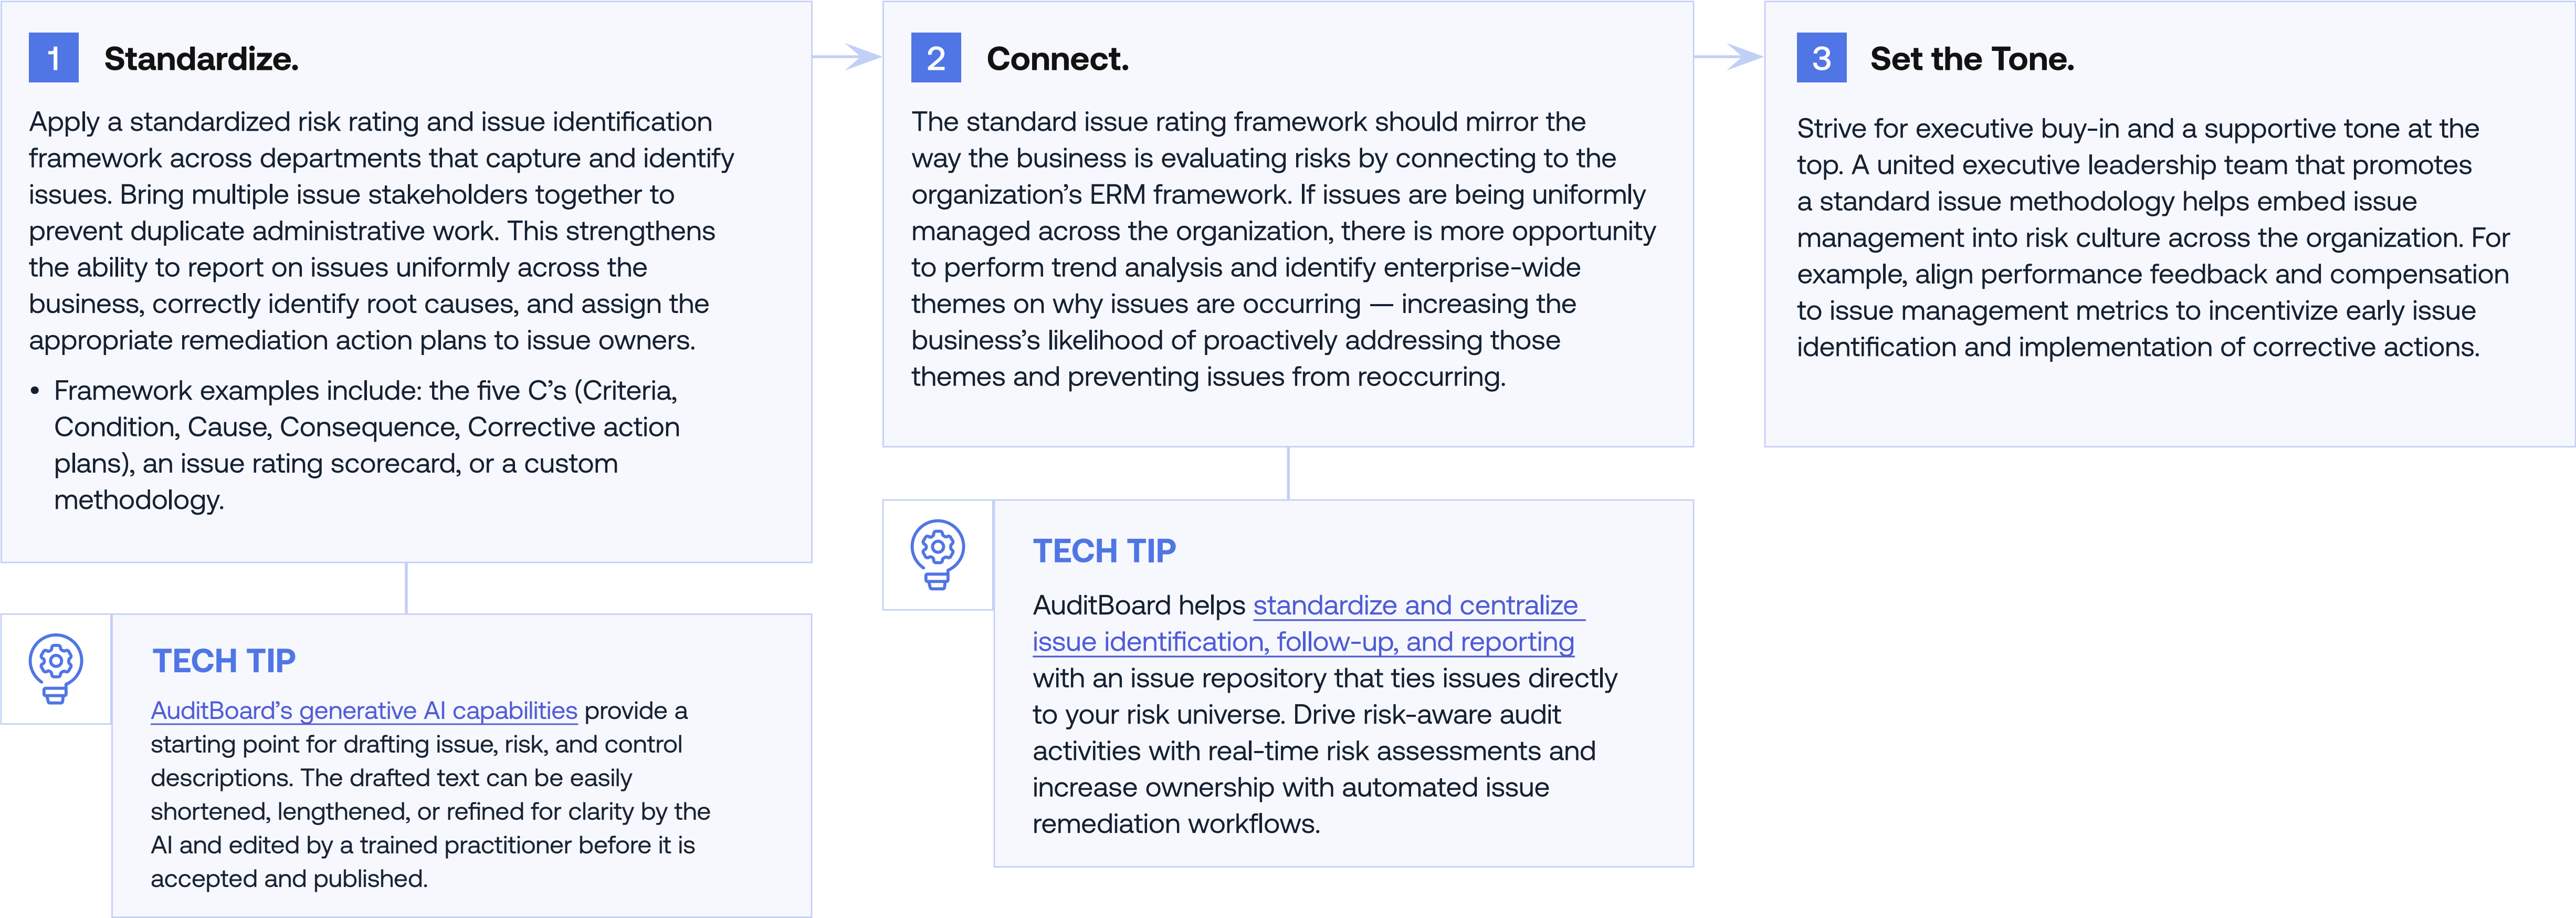 1 Standardize.
Apply a standardized risk rating and issue identification
framework across departments that capture and identify
issues. Bring multiple issue stakeholders together to
prevent duplicate administrative work. This strengthens
the ability to report on issues uniformly across the
business, correctly identify root causes, and assign the
appropriate remediation action plans to issue owners.
• Framework examples include: the five C’s (Criteria,
Condition, Cause, Consequence, Corrective action
plans), an issue rating scorecard, or a custom
methodology.
TECH TIP
AuditBoard’s generative AI capabilities provide a
starting point for drafting issue, risk, and control
descriptions. The drafted text can be easily
shortened, lengthened, or refined for clarity by the
AI and edited by a trained practitioner before it is
accepted and published.
2 Connect.
The standard issue rating framework should mirror the
way the business is evaluating risks by connecting to the
organization’s ERM framework. If issues are being uniformly
managed across the organization, there is more opportunity
to perform trend analysis and identify enterprise-wide
themes on why issues are occurring — increasing the
business’s likelihood of proactively addressing those
themes and preventing issues from reoccurring.
TECH TIP
AuditBoard helps standardize and centralize
issue identification, follow-up, and reporting
with an issue repository that ties issues directly
to your risk universe. Drive risk-aware audit
activities with real-time risk assessments and
increase ownership with automated issue
remediation workflows.
3 Set the Tone.
Strive for executive buy-in and a supportive tone at the
top. A united executive leadership team that promotes
a standard issue methodology helps embed issue
management into risk culture across the organization. For
example, align performance feedback and compensation
to issue management metrics to incentivize early issue
identification and implementation of corrective actions.